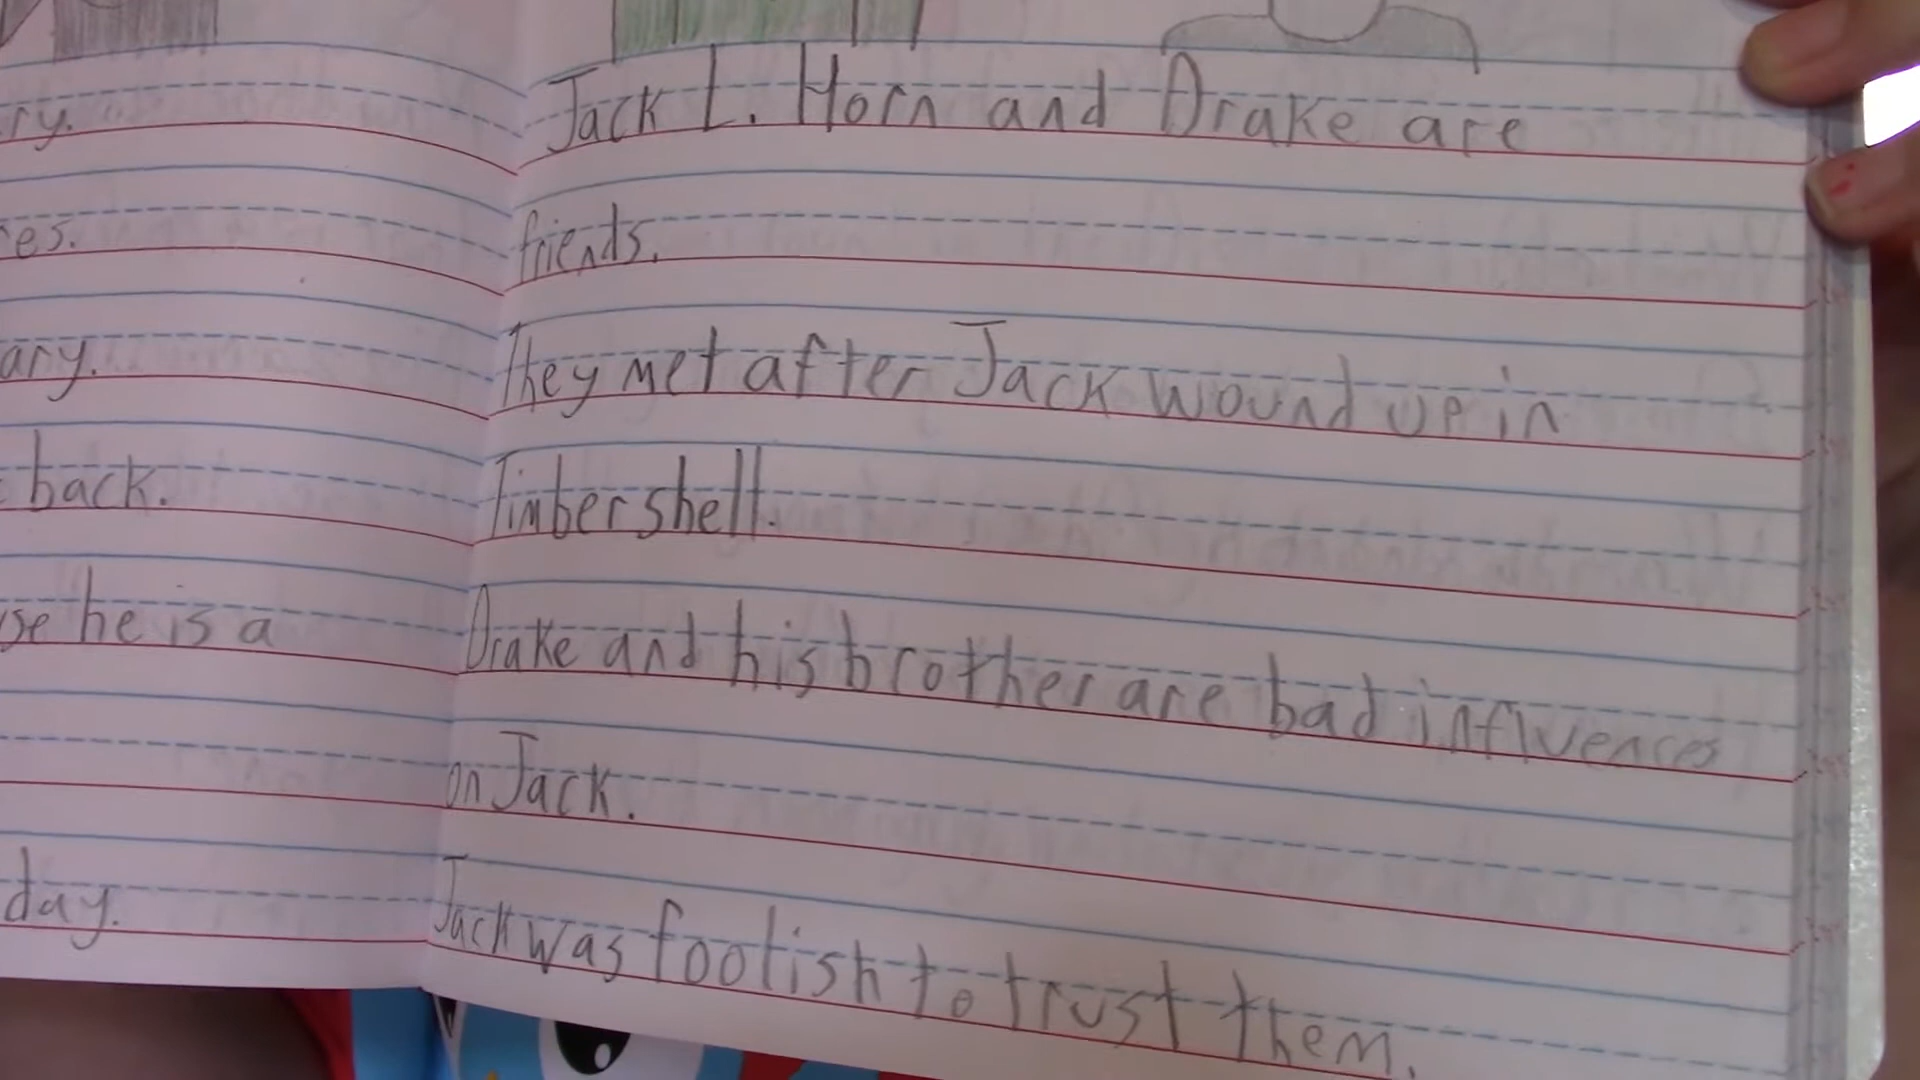 ry.
es.
ary.
back.
se he is a
day.
Jack L. Horn and Drake are
friends.
They met after Jack wound up in
Timbershell.
Drake and his brother are bad influences
on Jack.
Jack was foolish to trust them.